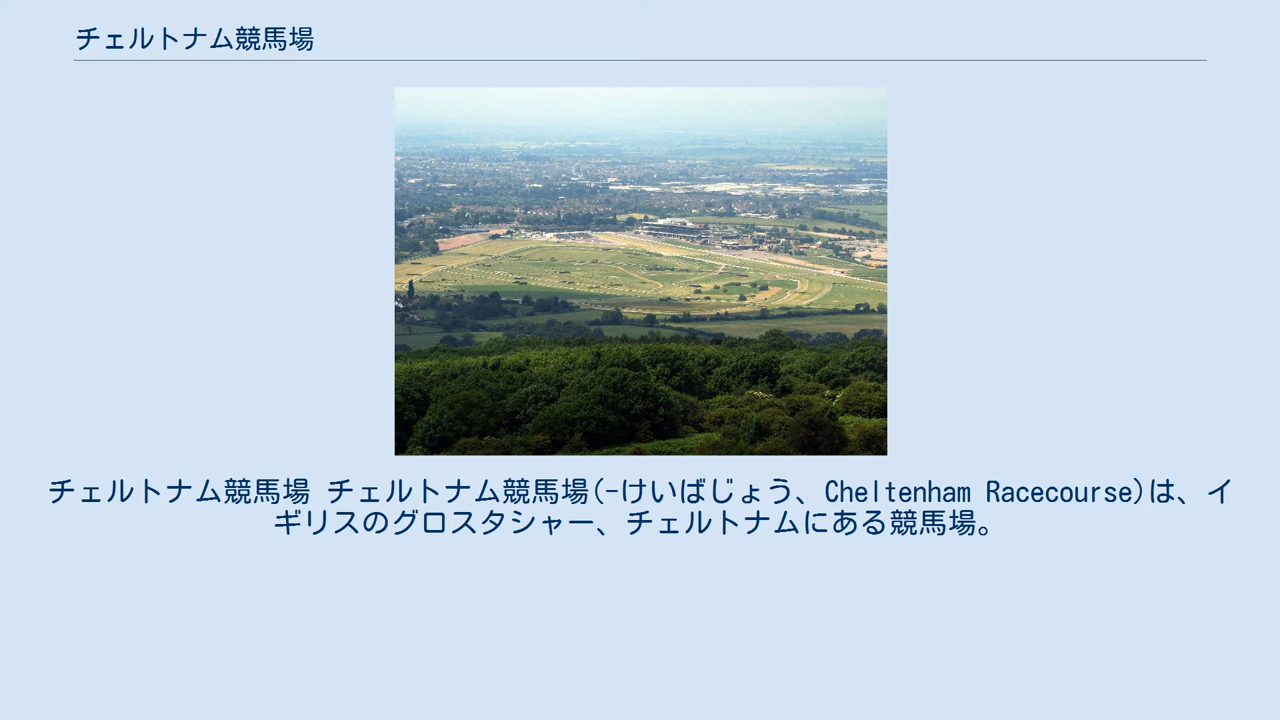 チェルトナム競馬場
チェルトナム競馬場 チェルトナム競馬場(-けいばじょう、Cheltenham Racecourse)は、イ
ギリスのグロスタシャー、チェルトナムにある競馬場。